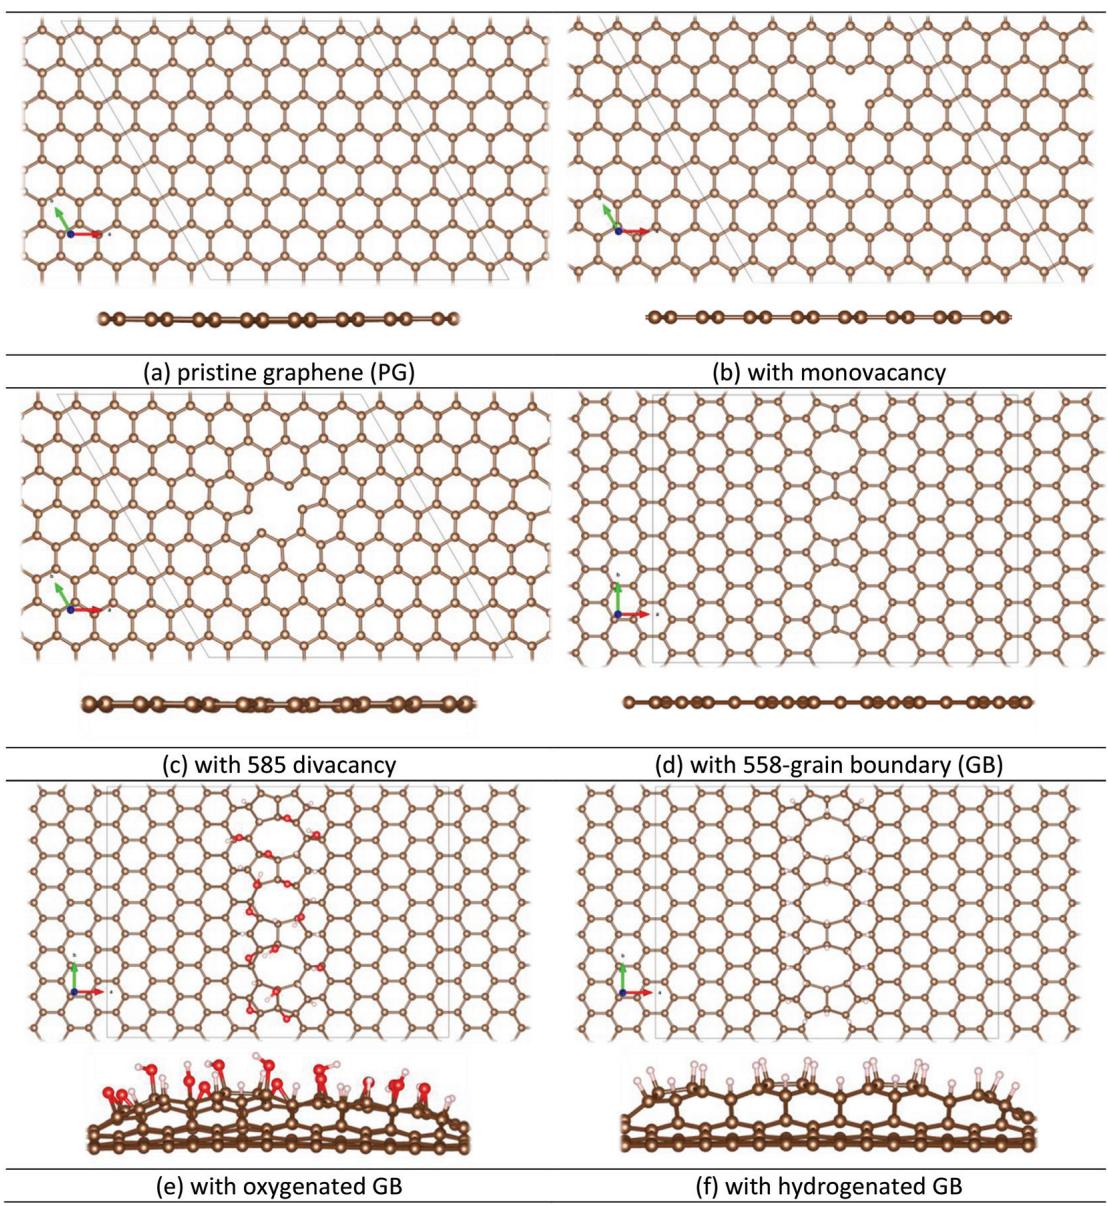 (a) pristine graphene (PG)
(b) with monovacancy
(c) with 585 divacancy
(d) with 558-grain boundary (GB)
(e) with oxygenated GB
(f) with hydrogenated GB